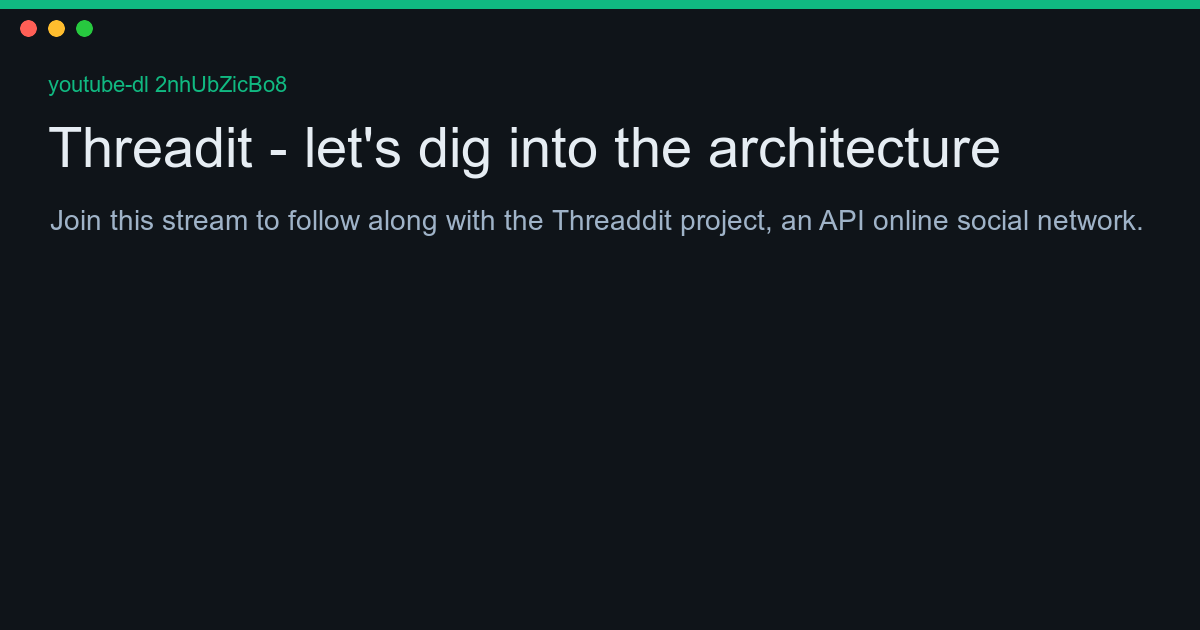 youtube-dl 2nhUbZicBo8
Threadit - let's dig into the architecture
Join this stream to follow along with the Threaddit project, an API online social network.